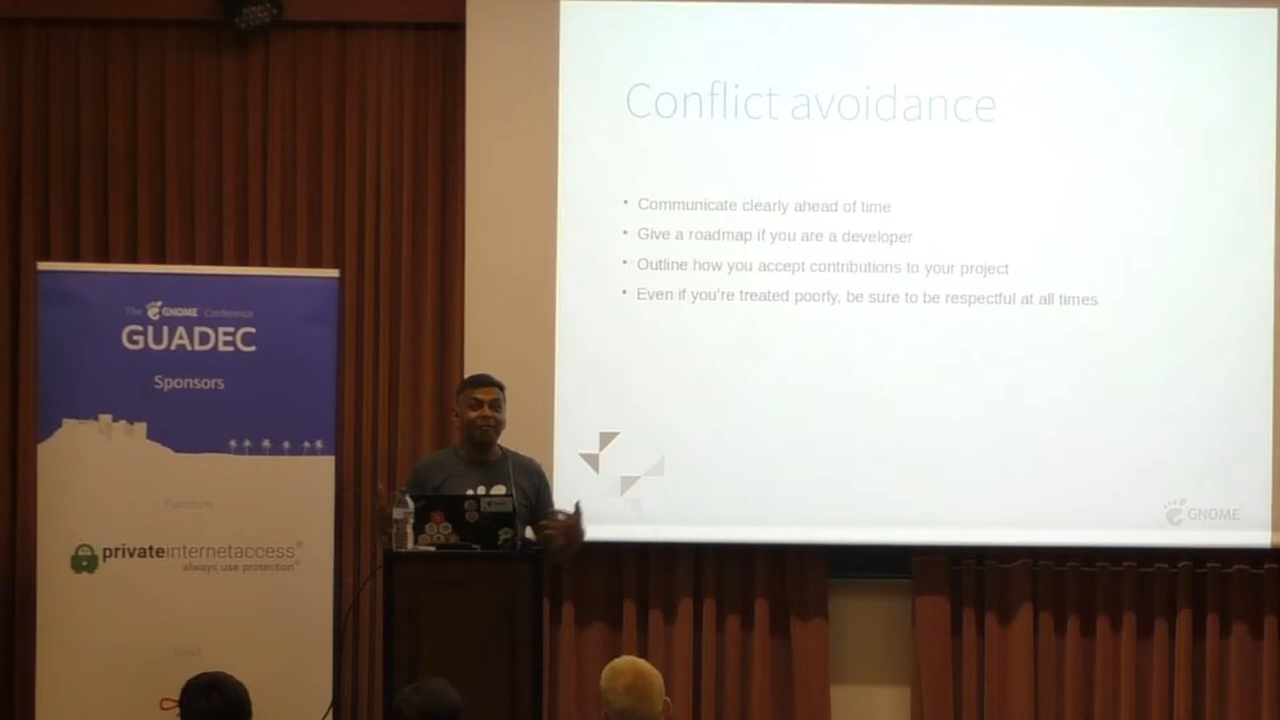 Conflict avoidance
• Communicate clearly ahead of time
• Give a roadmap if you are a developer
• Outline how you accept contributions to your project
• Even if you're treated poorly, be sure to be respectful at all times
GNOME
The GNOME Conference
GUADEC
Sponsors
Platinum
privateinternetaccess
always use protection